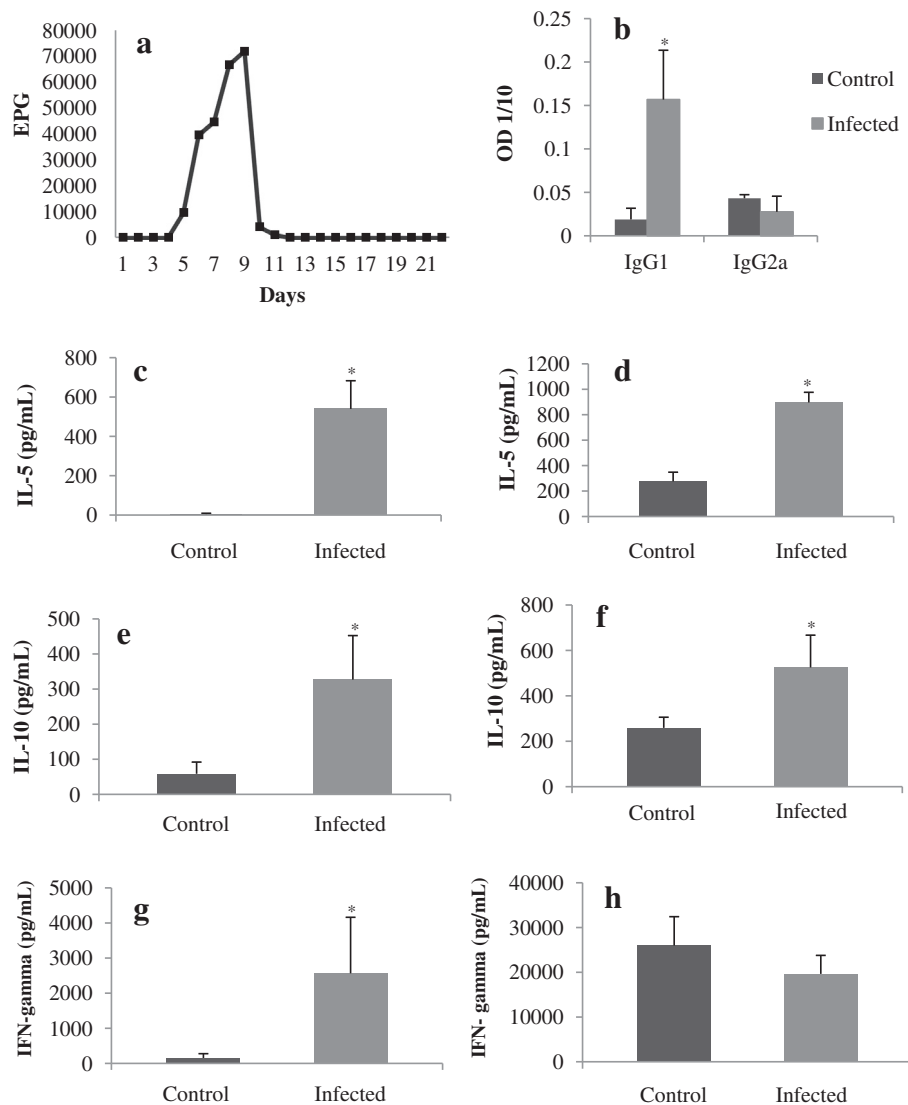 a
80000
70000
60000
50000
40000
30000
20000
10000
0
EPG
1 3 5 7 9 11 13 15 17 19 21
Days
b
0.25
0.2
0.15
0.1
0.05
0
OD 1/10
*
IgG1 IgG2a
Control
Infected
c
800
600
400
200
0
IL-5 (pg/mL)
*
Control Infected
d
1200
1000
800
600
400
200
0
IL-5 (pg/mL)
*
Control Infected
e
500
400
300
200
100
0
IL-10 (pg/mL)
*
Control Infected
f
800
600
400
200
0
IL-10 (pg/mL)
*
Control Infected
g
5000
4000
3000
2000
1000
0
IFN-gamma (pg/mL)
*
Control Infected
h
40000
30000
20000
10000
0
IFN- gamma (pg/mL)
Control Infected